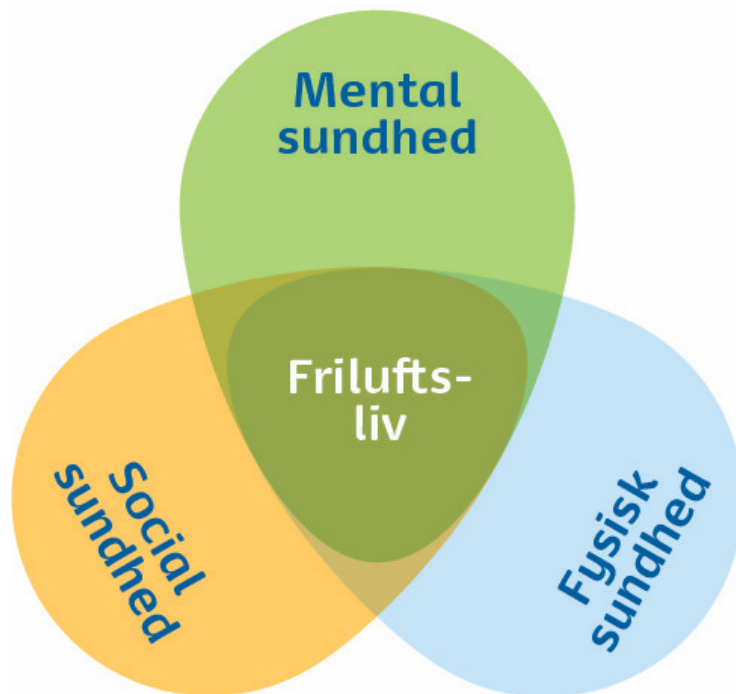 Mental
sundhed
Frilufts-
liv
Social
sundhed
Fysisk
sundhed